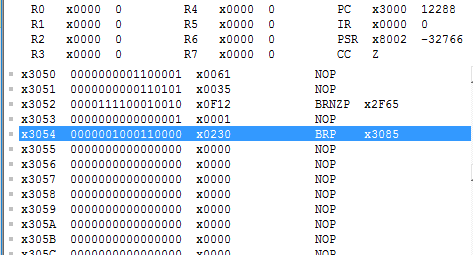 R0 x0000 0 R4 x0000 0 PC x3000 12288
R1 x0000 0 R5 x0000 0 IR x0000 0
R2 x0000 0 R6 x0000 0 PSR x8002 -32766
R3 x0000 0 R7 x0000 0 CC Z
x3050 0000000001100001 x0061 NOP
x3051 0000000000110101 x0035 NOP
x3052 0000111100010010 x0F12 BRNZP x2F65
x3053 0000000000000001 x0001 NOP
x3054 0000001000110000 x0230 BRP x3085
x3055 0000000000000000 x0000 NOP
x3056 0000000000000000 x0000 NOP
x3057 0000000000000000 x0000 NOP
x3058 0000000000000000 x0000 NOP
x3059 0000000000000000 x0000 NOP
x305A 0000000000000000 x0000 NOP
x305B 0000000000000000 x0000 NOP
x305C 0000000000000000 x0000 NOP